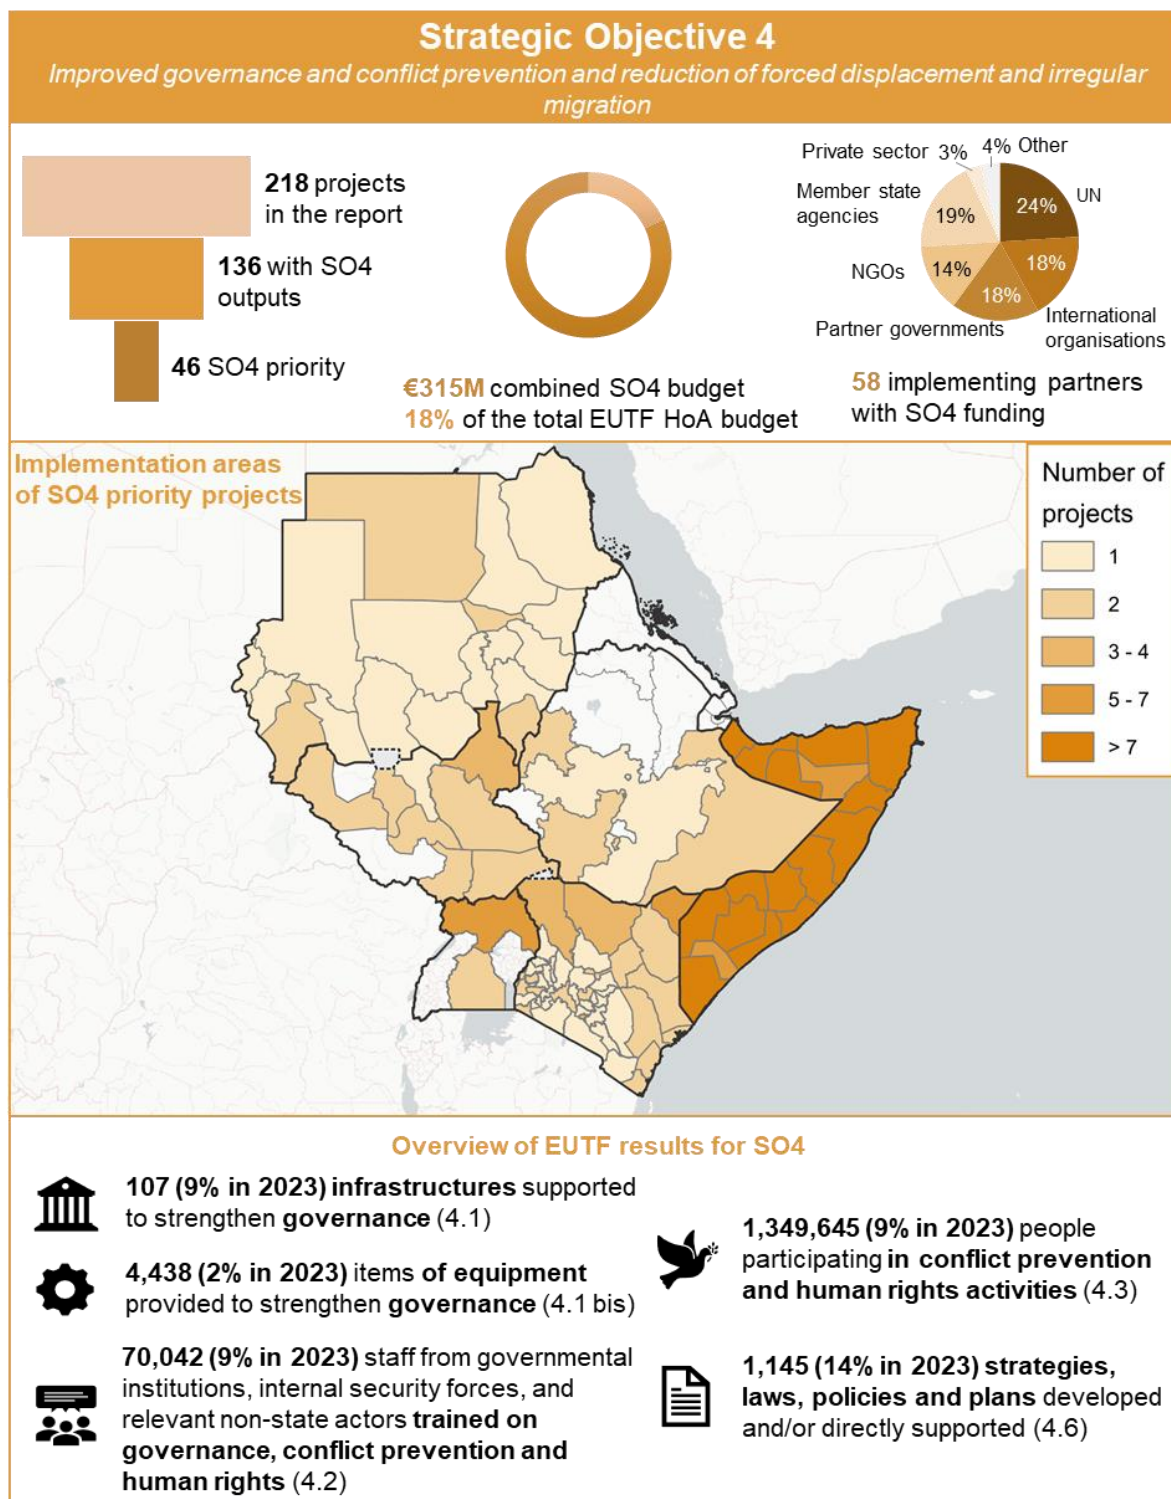 Strategic Objective 4
Improved governance and conflict prevention and reduction of forced displacement and irregular
migration
218 projects
in the report
136 with SO4
outputs
46 SO4 priority
€315M combined SO4 budget
18% of the total EUTF HoA budget
Private sector 3%
4% Other
Member state
agencies
19%
24%
UN
NGOs
14%
18%
18%
Partner governments
International
organisations
58 implementing partners
with SO4 funding
Implementation areas
of SO4 priority projects
Number of
projects
1
2
3 - 4
5 - 7
> 7
Overview of EUTF results for SO4
107 (9% in 2023) infrastructures supported
to strengthen governance (4.1)
4,438 (2% in 2023) items of equipment
provided to strengthen governance (4.1 bis)
70,042 (9% in 2023) staff from governmental
institutions, internal security forces, and
relevant non-state actors trained on
governance, conflict prevention and
human rights (4.2)
1,349,645 (9% in 2023) people
participating in conflict prevention
and human rights activities (4.3)
1,145 (14% in 2023) strategies,
laws, policies and plans developed
and/or directly supported (4.6)